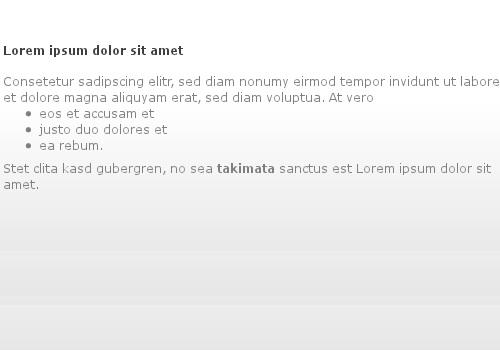 Lorem ipsum dolor sit amet
Consetetur sadipscing elitr, sed diam nonumy eirmod tempor invidunt ut labore
et dolore magna aliquyam erat, sed diam voluptua. At vero
• eos et accusam et
• justo duo dolores et
• ea rebum.
Stet clita kasd gubergren, no sea takimata sanctus est Lorem ipsum dolor sit
amet.